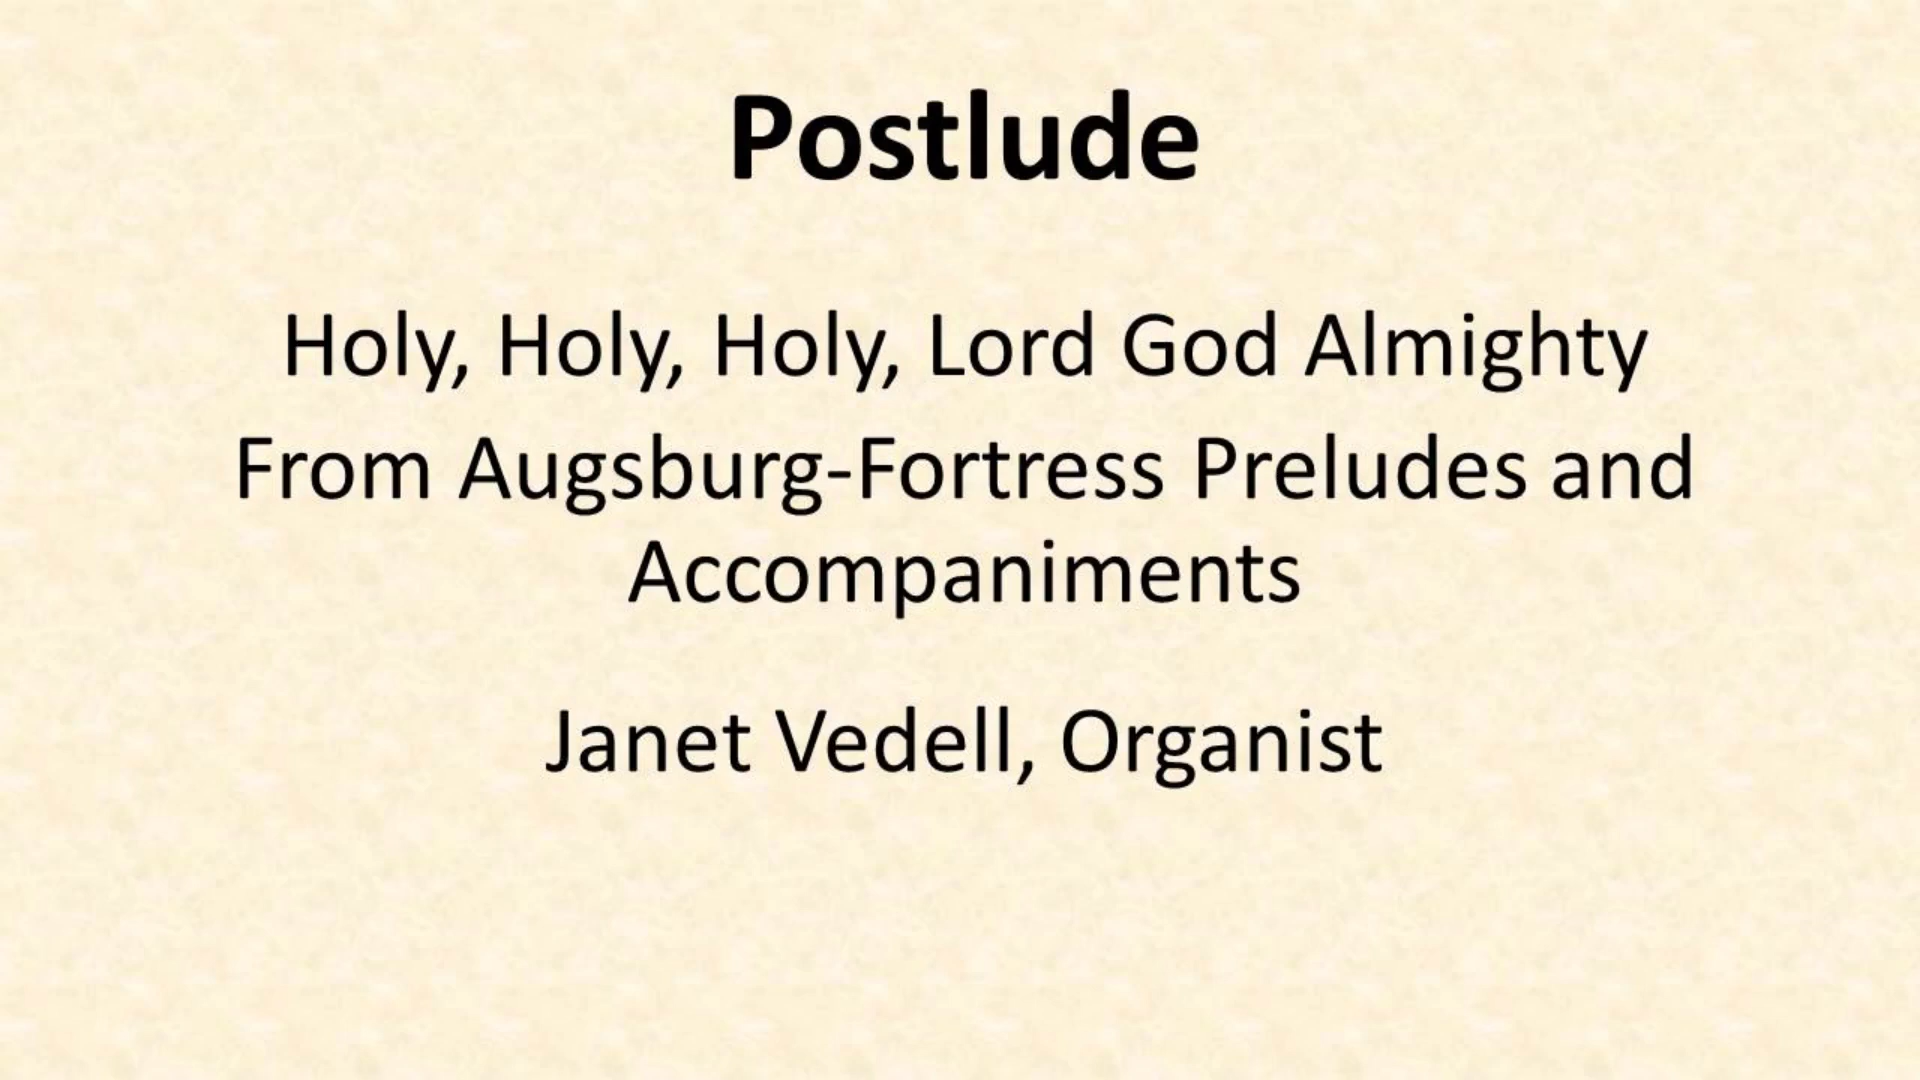 Postlude
Holy, Holy, Holy, Lord God Almighty
From Augsburg-Fortress Preludes and
Accompaniments
Janet Vedell, Organist